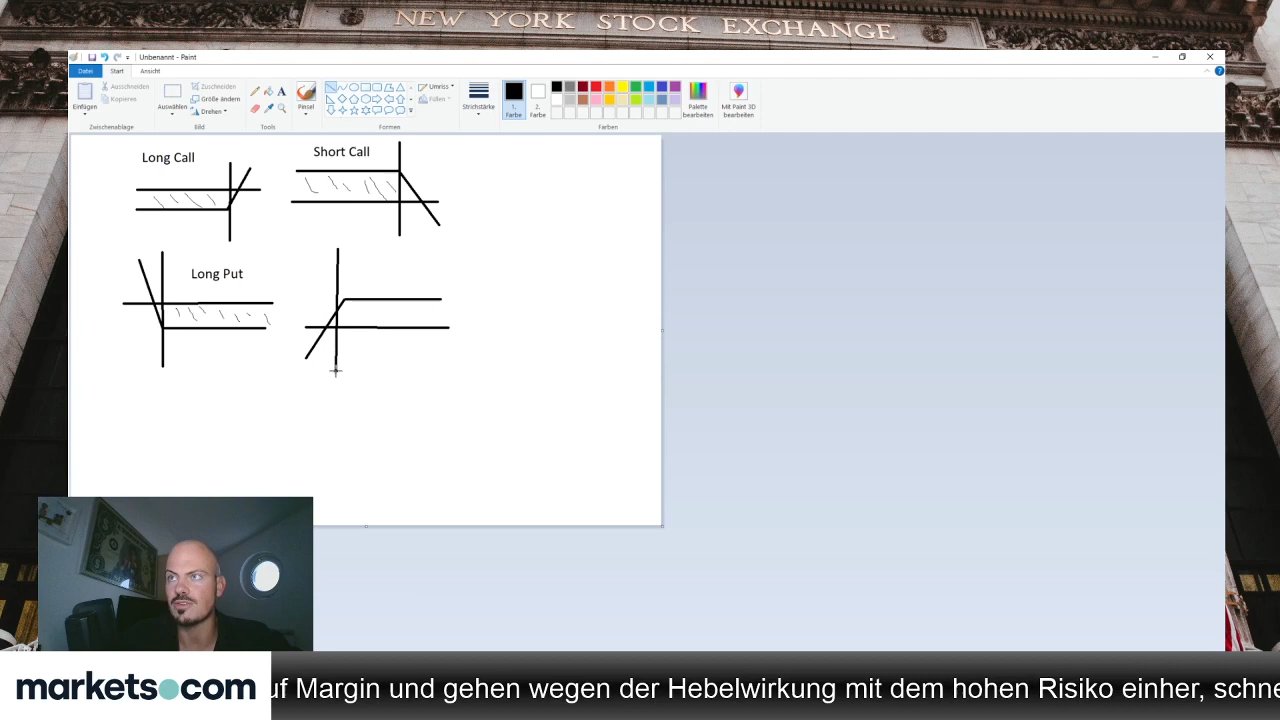 NEW YORK STOCK EXCHANGE
Unbenannt - Paint
Datei Start Ansicht
Einfügen
Ausschneiden
Kopieren
Zwischenablage
Auswählen
Zuschneiden
Größe ändern
Drehen
Bild
Tools
Pinsel
Formen
Umriss
Füllen
Strichstärke
1. Farbe
2. Farbe
Farben
Palette bearbeiten
Mit Paint 3D bearbeiten
Long Call
Short Call
Long Put
markets.com
uf Margin und gehen wegen der Hebelwirkung mit dem hohen Risiko einher, schne